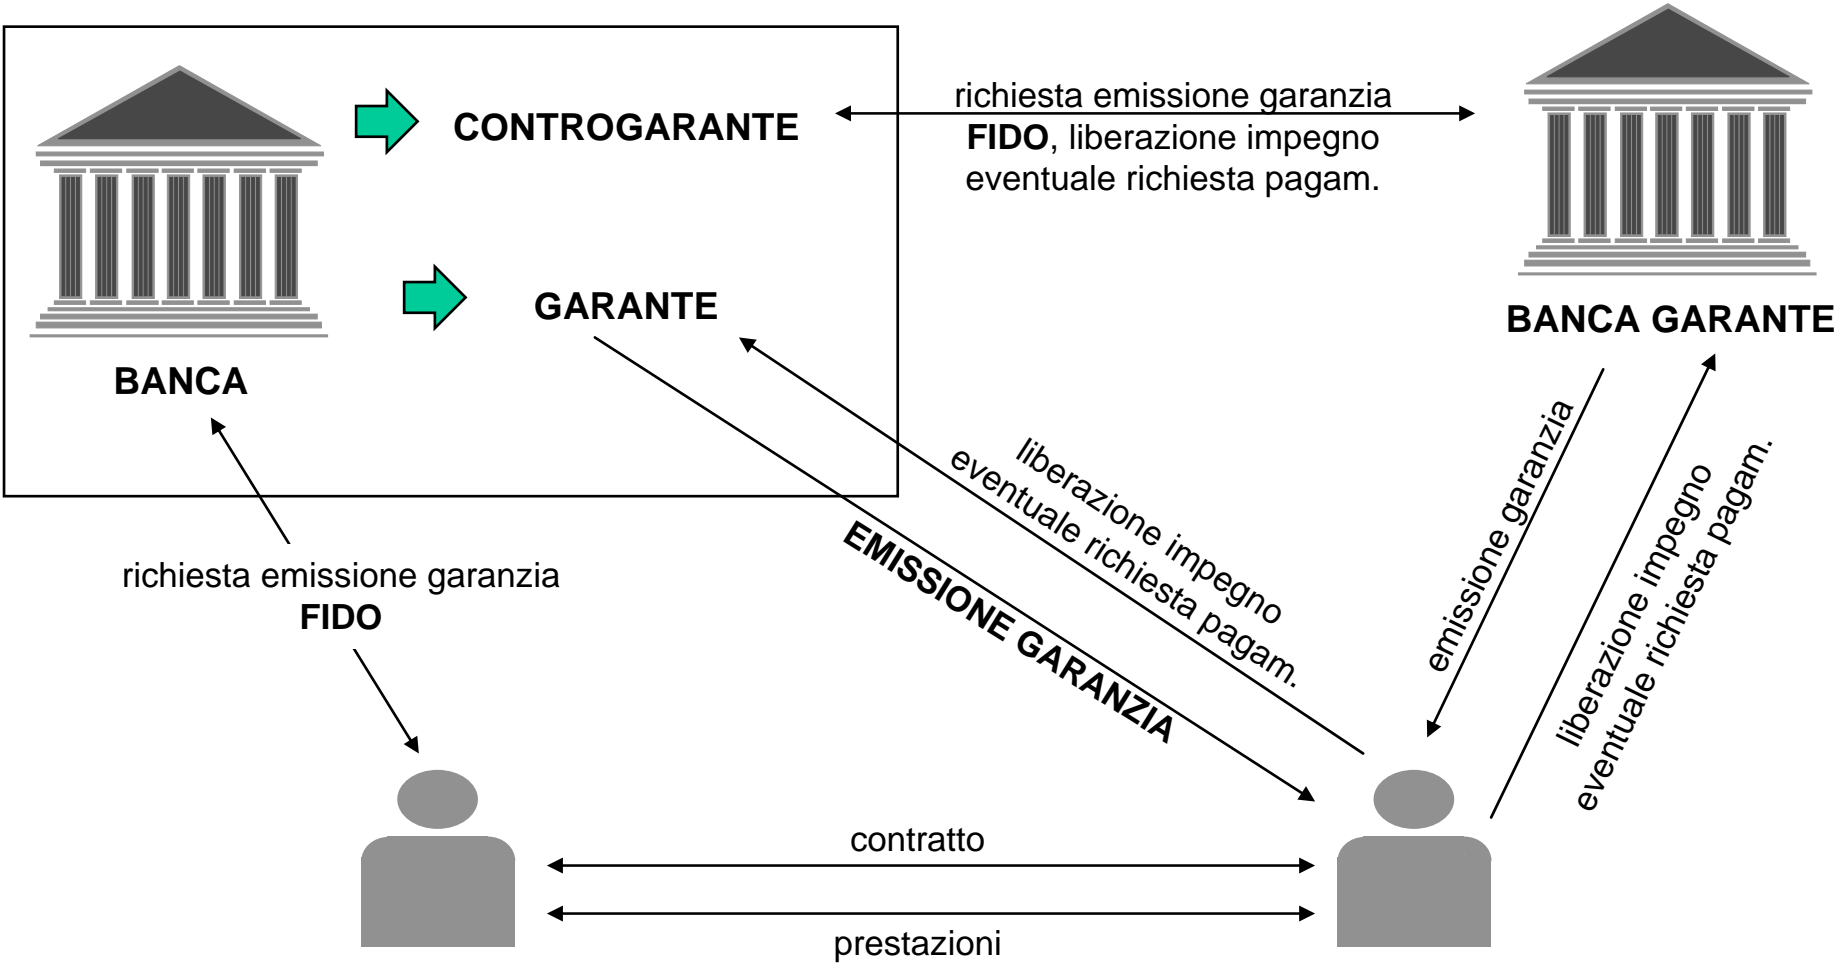 CONTROGARANTE
richiesta emissione garanzia
FIDO, liberazione impegno
eventuale richiesta pagam.
GARANTE
BANCA GARANTE
BANCA
liberazione impegno
eventuale richiesta pagam.
EMISSIONE GARANZIA
emissione garanzia
liberazione impegno
eventuale richiesta pagam.
richiesta emissione garanzia
FIDO
contratto
prestazioni